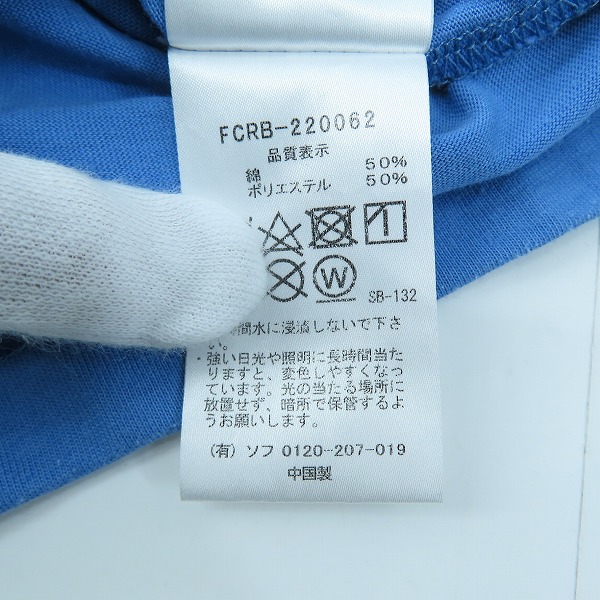 FCRB-220062
品質表示
綿 50%
ポリエステル 50%
W
SB-132
間水に浸漬しないで下さ
い。
・強い日光や照明に長時間当た
りますと、変色しやすくなっ
ています。光の当たる場所に
放置せず、暗所で保管するよ
うお願いします。
(有) ソフ 0120-207-019
中国製